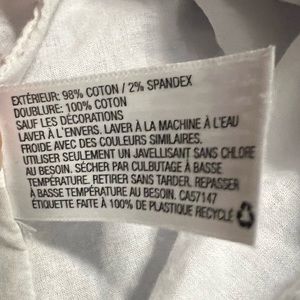 EXTÉRIEUR: 98% COTON / 2% SPANDEX
DOUBLURE: 100% COTON
SAUF LES DÉCORATIONS
LAVER À L'ENVERS. LAVER À LA MACHINE À L'EAU
FROIDE AVEC DES COULEURS SIMILAIRES.
UTILISER SEULEMENT UN JAVELLISANT SANS CHLORE
AU BESOIN. SÉCHER PAR CULBUTAGE À BASSE
TEMPÉRATURE. RETIRER SANS TARDER. REPASSER
À BASSE TEMPÉRATURE AU BESOIN. CA57147
ÉTIQUETTE FAITE À 100% DE PLASTIQUE RECYCLÉ